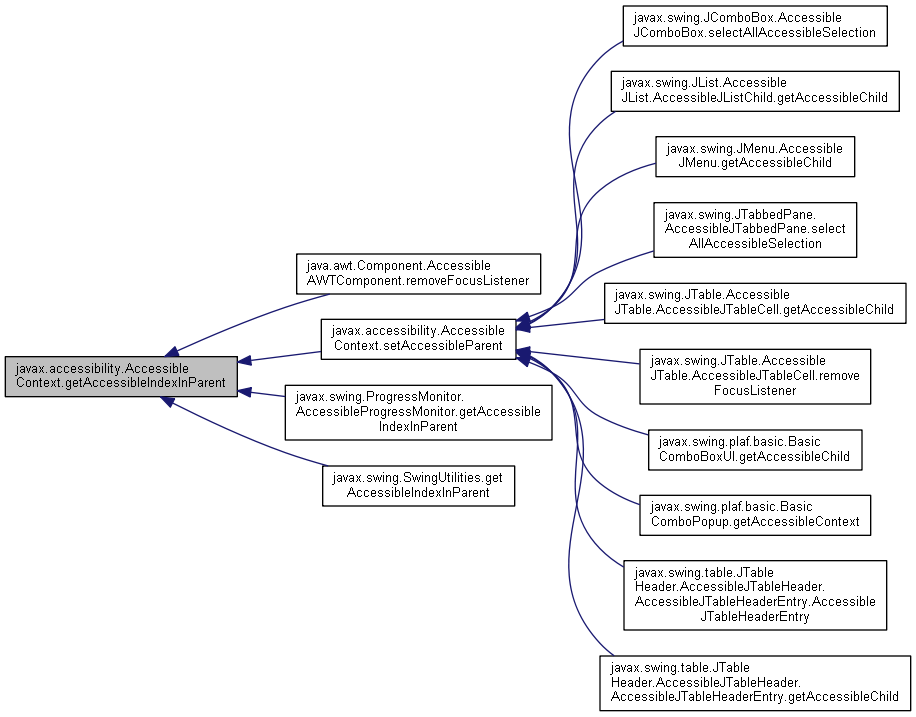 javax.accessibility.Accessible
Context.getAccessibleIndexInParent
java.awt.Component.Accessible
AWTComponent.removeFocusListener
javax.accessibility.Accessible
Context.setAccessibleParent
javax.swing.ProgressMonitor.
AccessibleProgressMonitor.getAccessible
IndexInParent
javax.swing.SwingUtilities.get
AccessibleIndexInParent
javax.swing.JComboBox.Accessible
JComboBox.selectAllAccessibleSelection
javax.swing.JList.Accessible
JList.AccessibleJListChild.getAccessibleChild
javax.swing.JMenu.Accessible
JMenu.getAccessibleChild
javax.swing.JTabbedPane.
AccessibleJTabbedPane.select
AllAccessibleSelection
javax.swing.JTable.Accessible
JTable.AccessibleJTableCell.getAccessibleChild
javax.swing.JTable.Accessible
JTable.AccessibleJTableCell.remove
FocusListener
javax.swing.plaf.basic.Basic
ComboBoxUI.getAccessibleChild
javax.swing.plaf.basic.Basic
ComboPopup.getAccessibleContext
javax.swing.table.JTable
Header.AccessibleJTableHeader.
AccessibleJTableHeaderEntry.Accessible
JTableHeaderEntry
javax.swing.table.JTable
Header.AccessibleJTableHeader.
AccessibleJTableHeaderEntry.getAccessibleChild